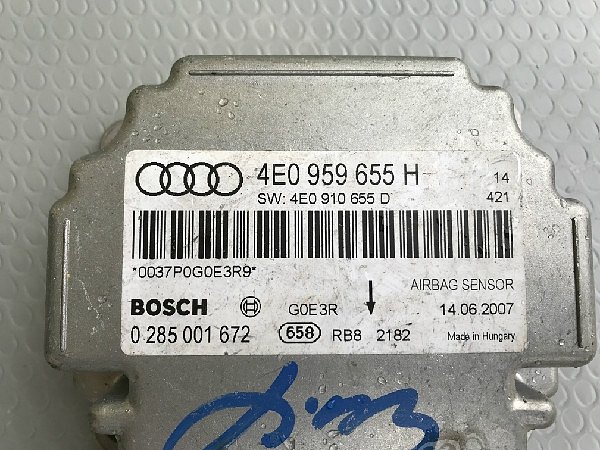 4E0 959 655 H 14
SW: 4E0 910 655 D 421
*0037P0G0E3R9*
AIRBAG SENSOR
BOSCH G0E3R 14.06.2007
0 285 001 672 658 RB8 2182 Made in Hungary